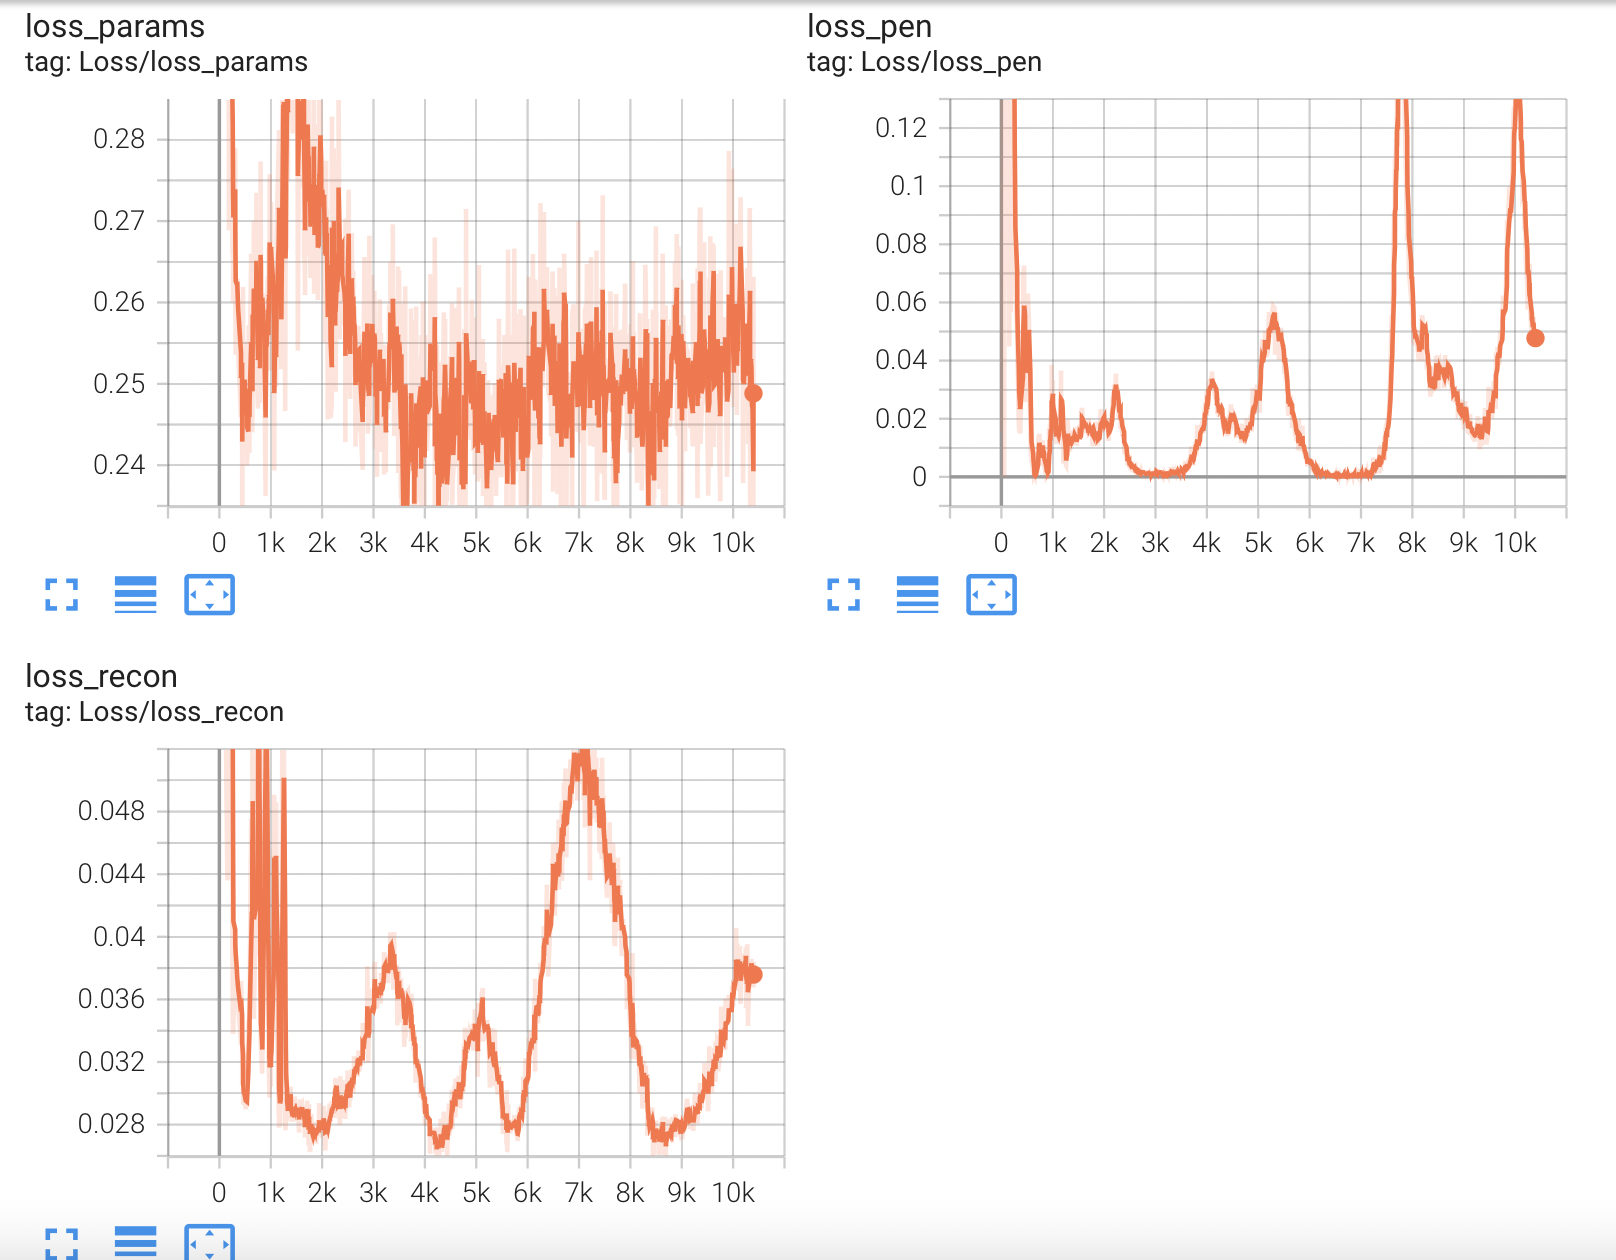 loss_params
tag: Loss/loss_params
0.28
0.27
0.26
0.25
0.24
0 1k 2k 3k 4k 5k 6k 7k 8k 9k 10k
loss_pen
tag: Loss/loss_pen
0.12
0.1
0.08
0.06
0.04
0.02
0
0 1k 2k 3k 4k 5k 6k 7k 8k 9k 10k
loss_recon
tag: Loss/loss_recon
0.048
0.044
0.04
0.036
0.032
0.028
0 1k 2k 3k 4k 5k 6k 7k 8k 9k 10k